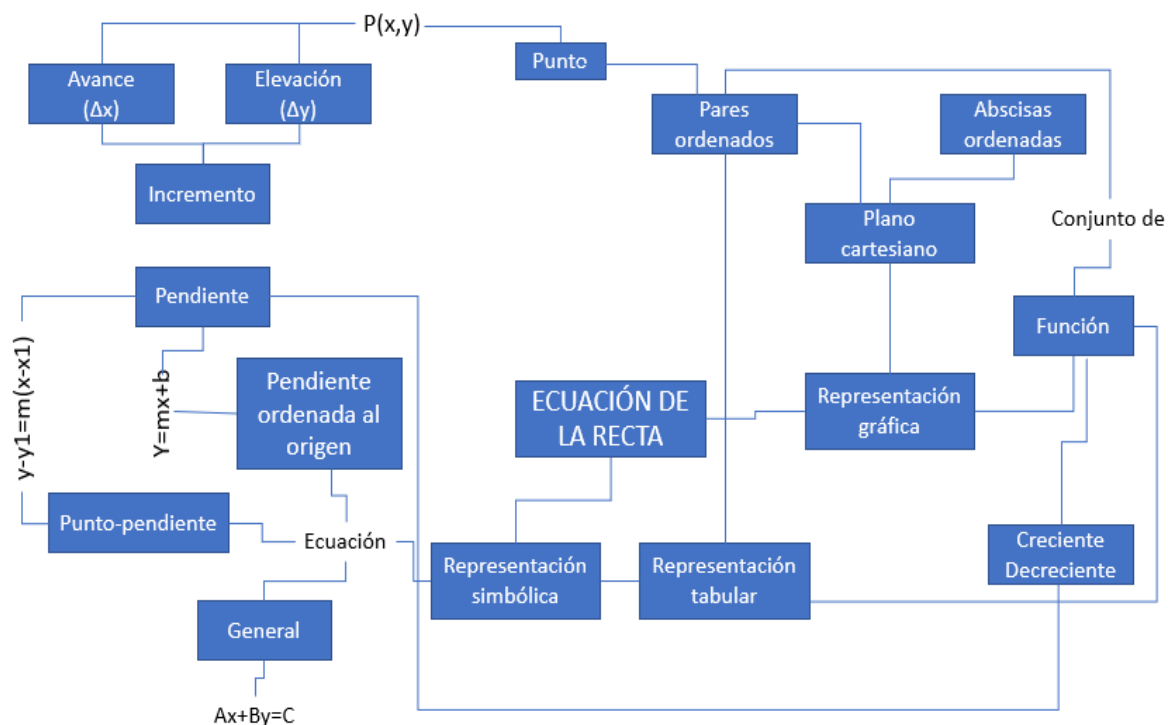 P(x,y)
Punto
Avance
(Δx)
Elevación
(Δy)
Pares
ordenados
Abscisas
ordenadas
Incremento
Plano
cartesiano
Conjunto de
Pendiente
Función
y-y1=m(x-x1)
Y=mx+b
Pendiente
ordenada al
origen
ECUACIÓN DE
LA RECTA
Representación
gráfica
Punto-pendiente
Ecuación
Representación
simbólica
Representación
tabular
Creciente
Decreciente
General
Ax+By=C